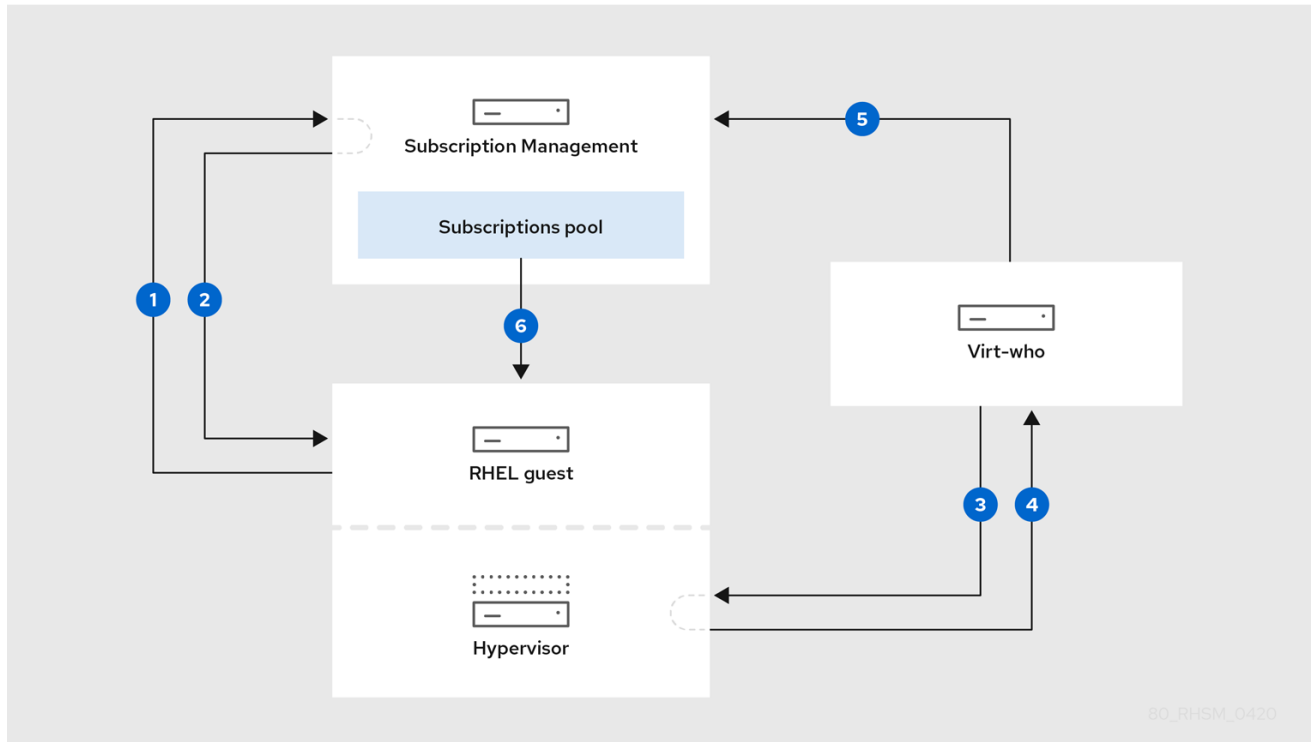 Subscription Management
5
Subscriptions pool
1
2
6
Virt-who
RHEL guest
3
4
Hypervisor
80_RHSM_0420